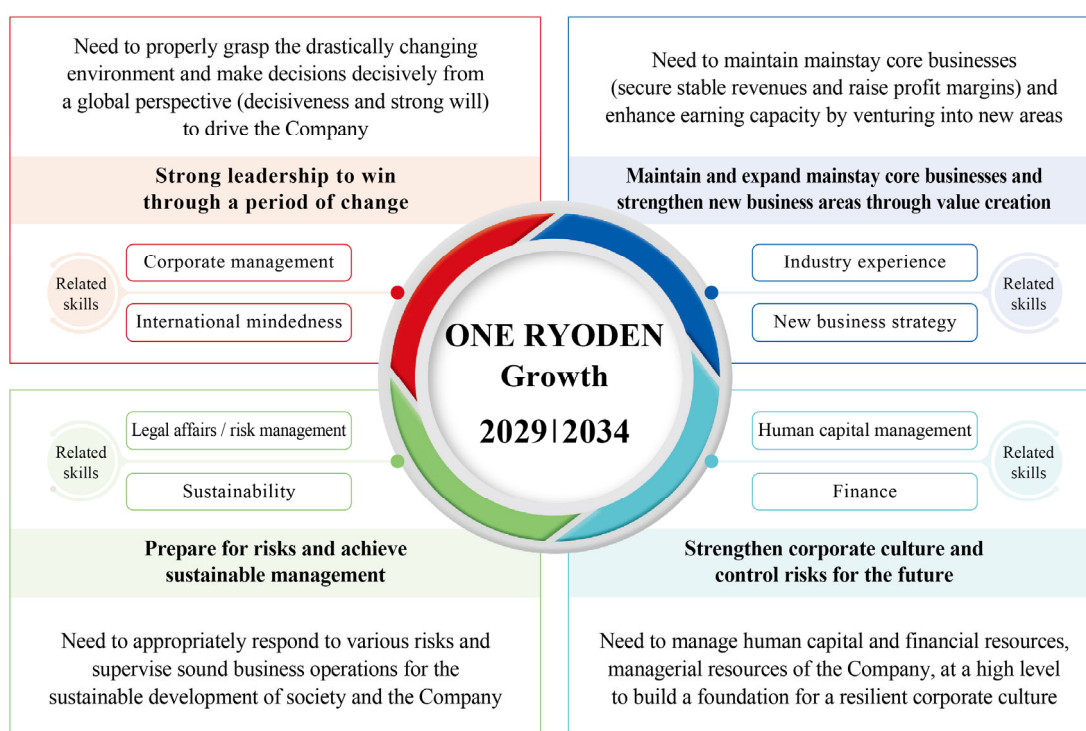 Need to properly grasp the drastically changing
environment and make decisions decisively from
a global perspective (decisiveness and strong will)
to drive the Company
Strong leadership to win
through a period of change
Related
skills
Corporate management
International mindedness
Need to maintain mainstay core businesses
(secure stable revenues and raise profit margins) and
enhance earning capacity by venturing into new areas
Maintain and expand mainstay core businesses and
strengthen new business areas through value creation
Industry experience
New business strategy
Related
skills
ONE RYODEN
Growth
2029|2034
Related
skills
Legal affairs / risk management
Sustainability
Prepare for risks and achieve
sustainable management
Need to appropriately respond to various risks and
supervise sound business operations for the
sustainable development of society and the Company
Human capital management
Finance
Related
skills
Strengthen corporate culture and
control risks for the future
Need to manage human capital and financial resources,
managerial resources of the Company, at a high level
to build a foundation for a resilient corporate culture